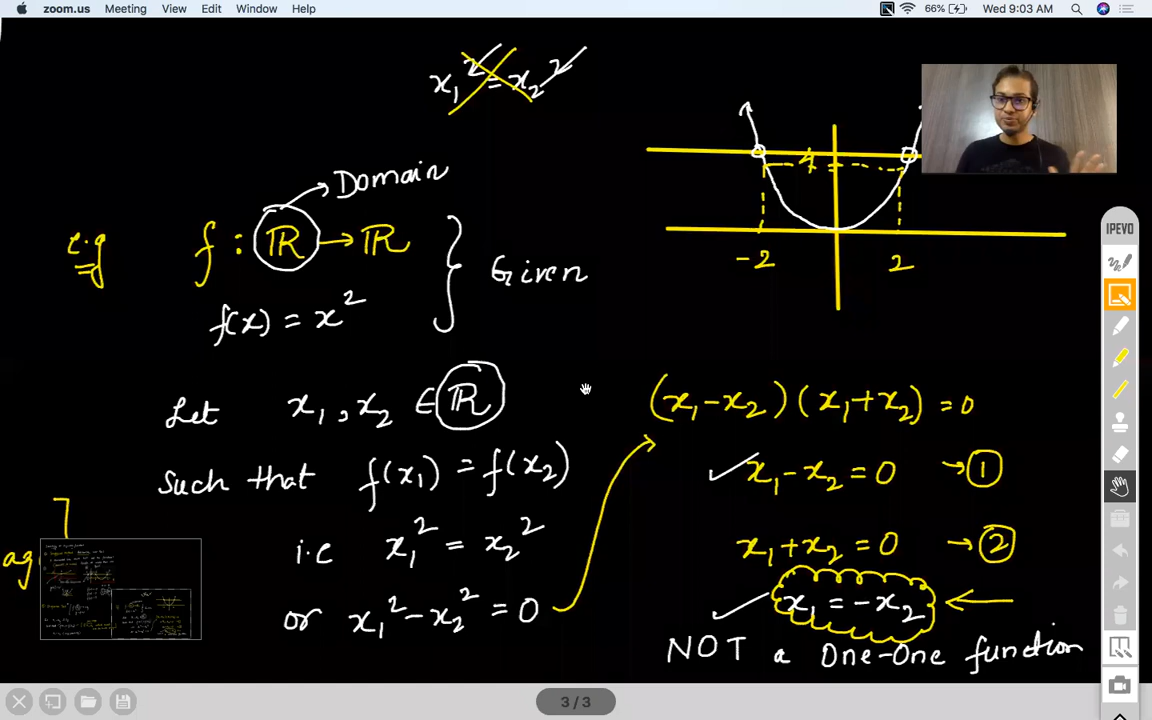 zoom.us Meeting View Edit Window Help 66% Wed 9:03 AM
x₁² = x₂²
Domain
e.g f : ℝ → ℝ
f(x) = x²
Given
4
-2 2
IPEVO
Let x₁, x₂ ∈ ℝ
Such that f(x₁) = f(x₂)
i.e x₁² = x₂²
or x₁² - x₂² = 0
(x₁ - x₂) (x₁ + x₂) = 0
✓ x₁ - x₂ = 0 → ①
x₁ + x₂ = 0 → ②
✓ x₁ = -x₂ ←
NOT a One-One function
3 / 3